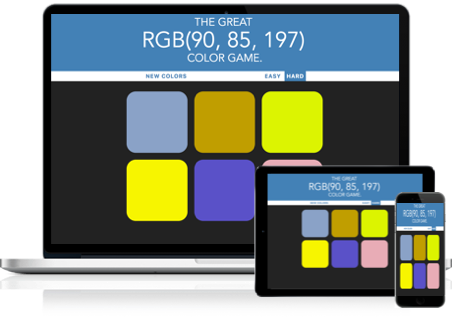 THE GREAT
RGB(90, 85, 197)
COLOR GAME.
NEW COLORS EASY HARD
THE GREAT
RGB(90, 85, 197)
COLOR GAME.
RGB(90, 85, 197)